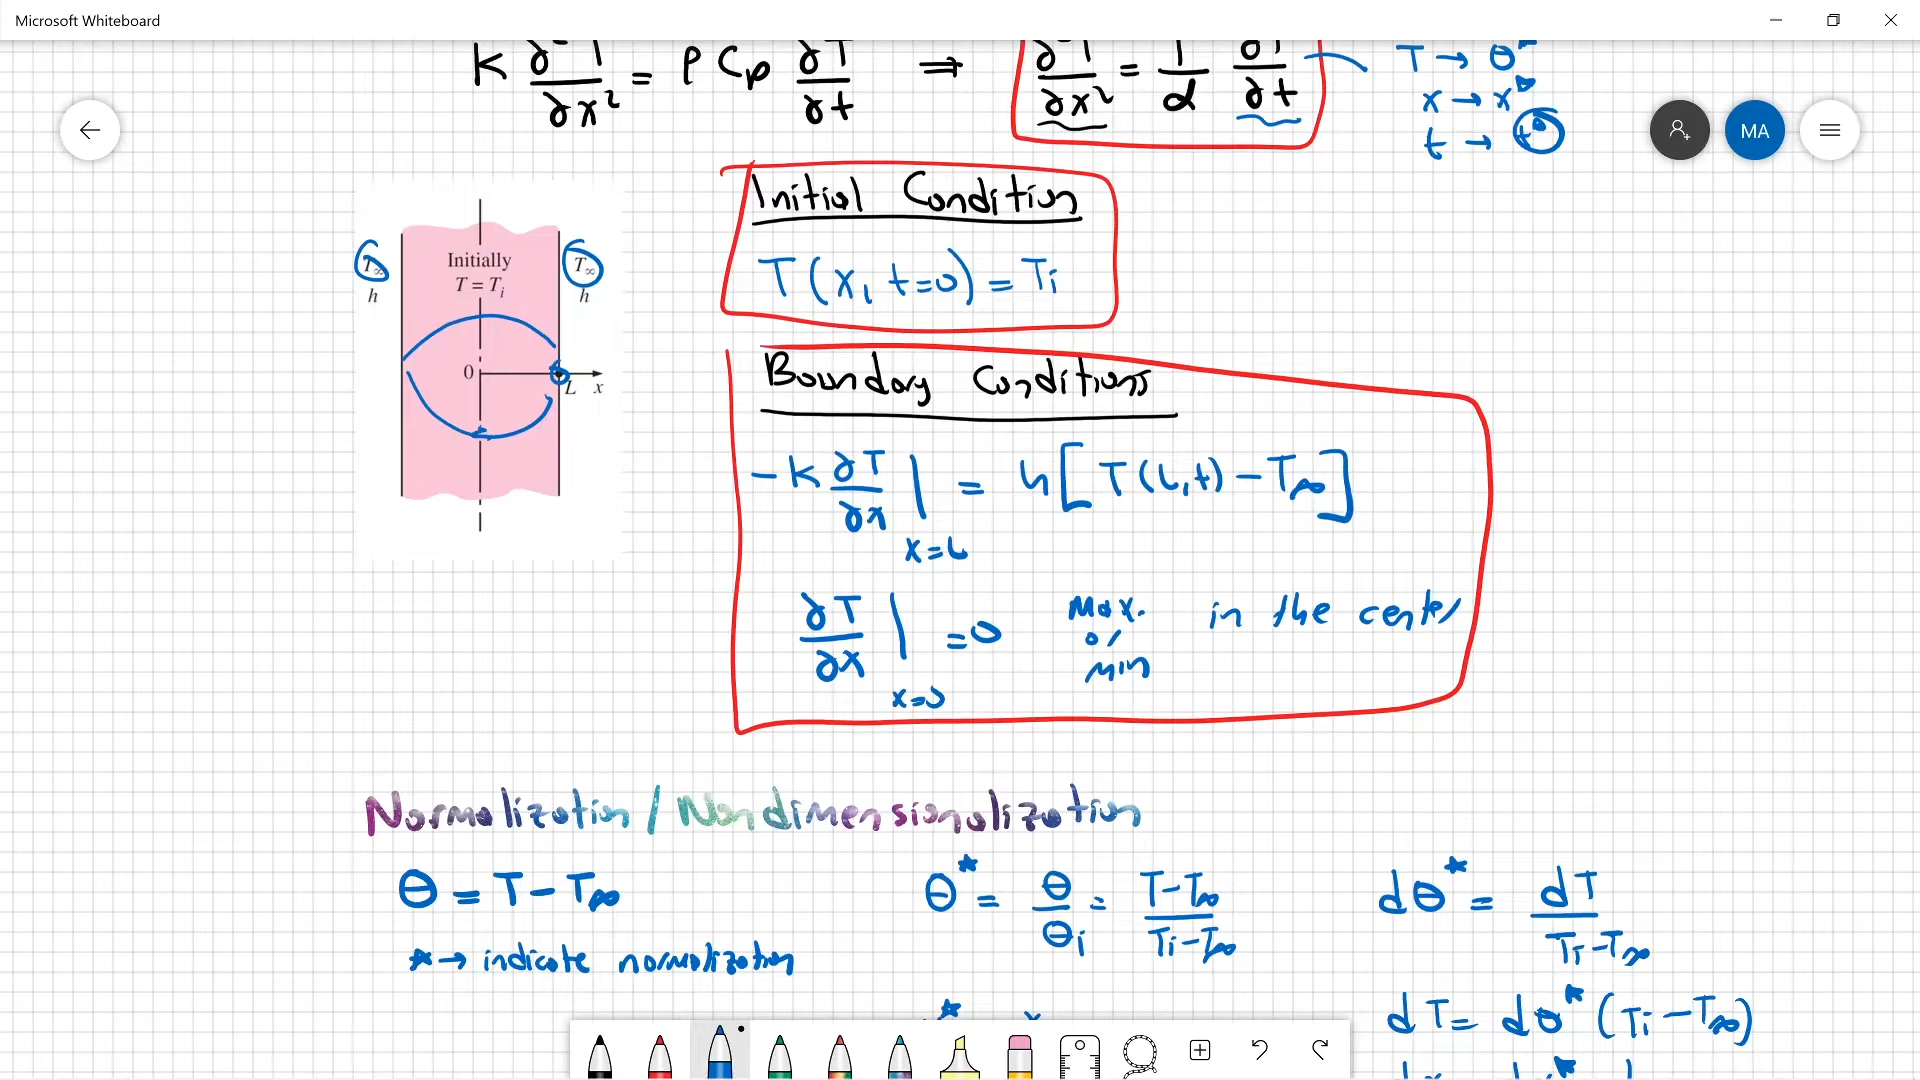 Microsoft Whiteboard
K ∂²T/∂x² = ρ Cp ∂T/∂t ⇒ ∂²T/∂x² = 1/α ∂T/∂t
T → θ*
x → x*
t → t*
MA
Initial Condition
T(x, t=0) = Ti
T∞ h
Initially
T = Ti
T∞ h
0
L x
Boundary Conditions
-K ∂T/∂x | x=L = h[T(L,t) - T∞]
∂T/∂x | x=0 = 0 Max. or min in the center
Normalization / Nondimensionalization
θ = T - T∞
* → indicate normalization
θ* = θ/θi = T-T∞/Ti-T∞
dθ* = dT/Ti-T∞
dT = dθ* (Ti - T∞)